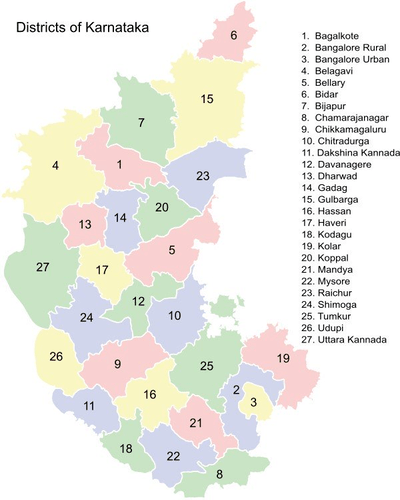 Districts of Karnataka
1. Bagalkote
2. Bangalore Rural
3. Bangalore Urban
4. Belagavi
5. Bellary
6. Bidar
7. Bijapur
8. Chamarajanagar
9. Chikkamagaluru
10. Chitradurga
11. Dakshina Kannada
12. Davanagere
13. Dharwad
14. Gadag
15. Gulbarga
16. Hassan
17. Haveri
18. Kodagu
19. Kolar
20. Koppal
21. Mandya
22. Mysore
23. Raichur
24. Shimoga
25. Tumkur
26. Udupi
27. Uttara Kannada
6
15
7
4
1
23
14
20
13
5
27
17
12
10
24
26
9
25
19
2
16
3
11
21
18
22
8